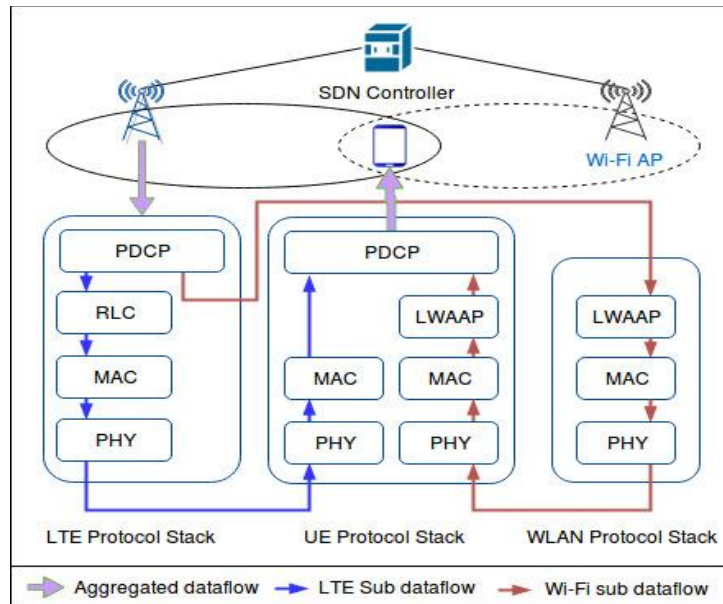 SDN Controller
Wi-Fi AP
PDCP
RLC
MAC
PHY
LTE Protocol Stack
PDCP
LWAAP
MAC
MAC
PHY
PHY
UE Protocol Stack
LWAAP
MAC
PHY
WLAN Protocol Stack
Aggregated dataflow
LTE Sub dataflow
Wi-Fi sub dataflow